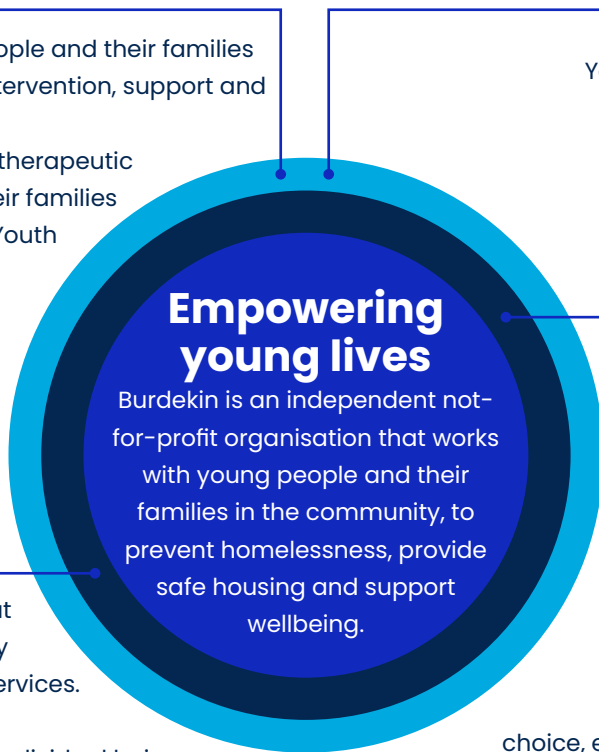 ople and their families
tervention, support and
therapeutic
eir families
Youth
Empowering
young lives
Burdekin is an independent not-
for-profit organisation that works
with young people and their
families in the community, to
prevent homelessness, provide
safe housing and support
wellbeing.
y
ervices.
choice, e